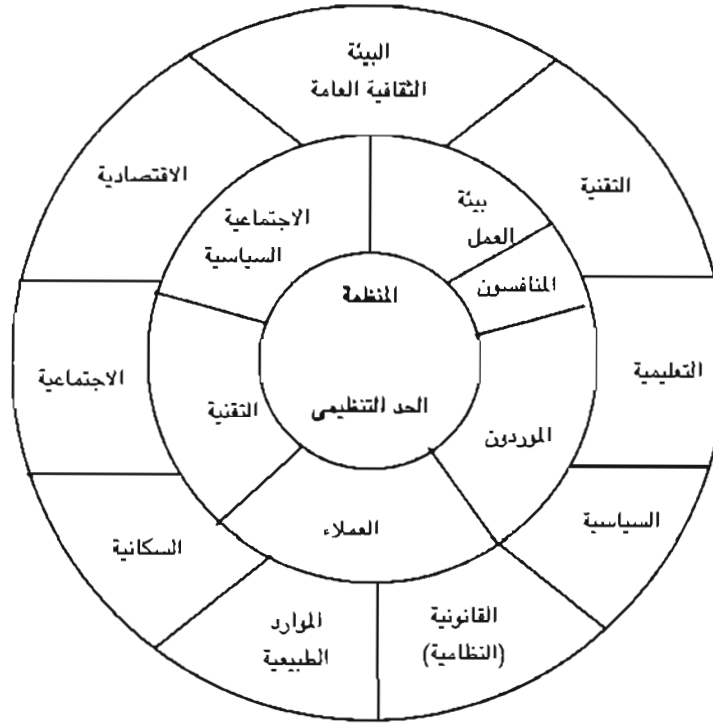 البيئة
الثقافية العامة
التقنية
التعليمية
السياسية
القانونية
(النظامية)
الموارد
الطبيعية
السكانية
الاجتماعية
الاقتصادية
بيئة
العمل
المنافسون
الموردون
العملاء
التقنية
الاجتماعية
السياسية
المنظمة
الحد التنظيمى